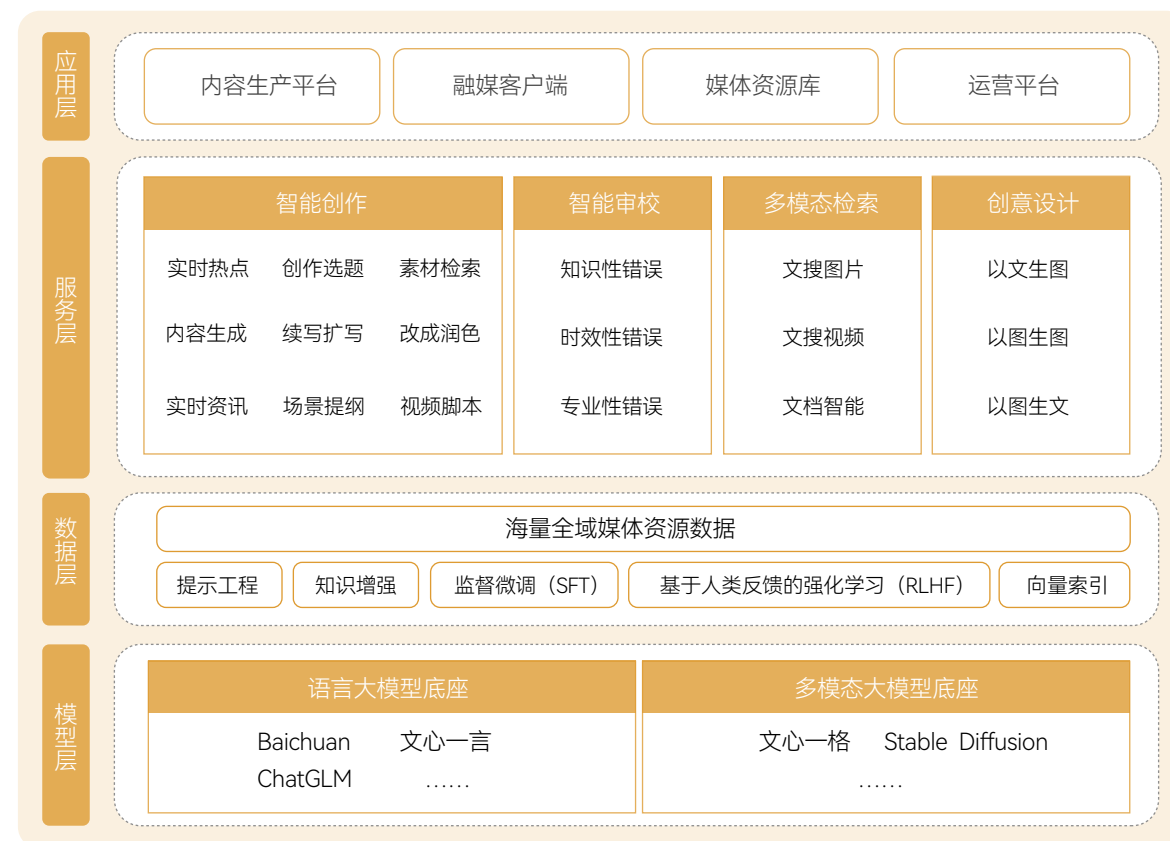 应用层
内容生产平台 融媒客户端 媒体资源库 运营平台
服务层
智能创作 智能审校 多模态检索 创意设计
实时热点 创作选题 素材检索 知识性错误 文搜图片 以文生图
内容生成 续写扩写 改成润色 时效性错误 文搜视频 以图生图
实时资讯 场景提纲 视频脚本 专业性错误 文档智能 以图生文
数据层
海量全域媒体资源数据
提示工程 知识增强 监督微调（SFT） 基于人类反馈的强化学习（RLHF） 向量索引
模型层
语言大模型底座 多模态大模型底座
Baichuan 文心一言 文心一格 Stable Diffusion
ChatGLM …… ……